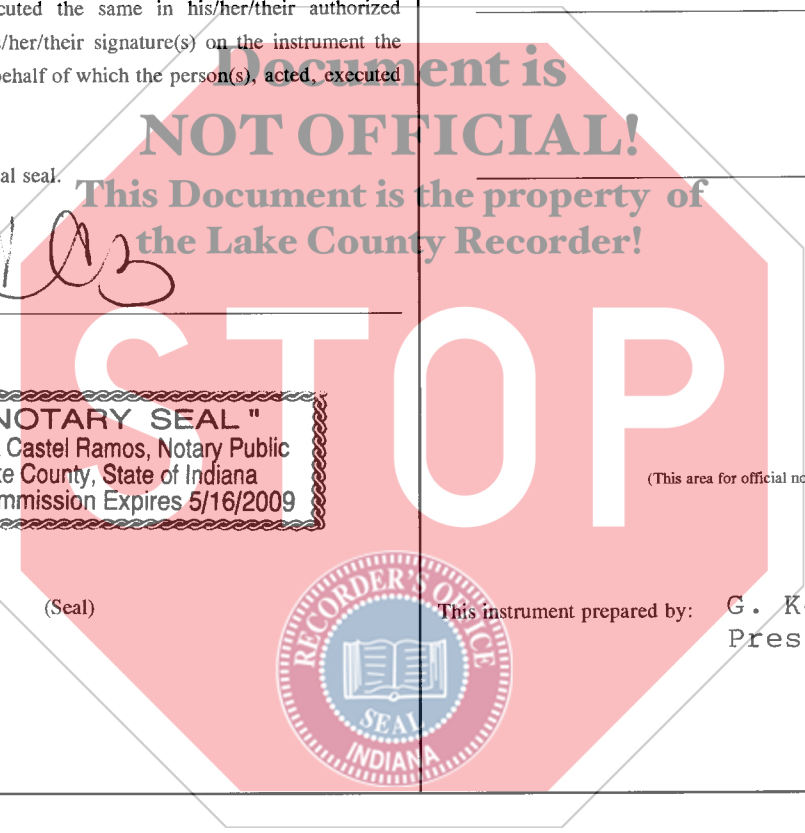 cuted the same in his/her/their authorized
s/her/their signature(s) on the instrument the
behalf of which the person(s), acted, executed
Document is
NOT OFFICIAL!
al seal.
This Document is the property of
the Lake County Recorder!
STOP
NOTARY SEAL "
Castel Ramos, Notary Public
ke County, State of Indiana
mmission Expires 5/16/2009
(This area for official no
(Seal)
This instrument prepared by: G. K
Pres
RECORDER'S OFFICE
SEAL
INDIANA